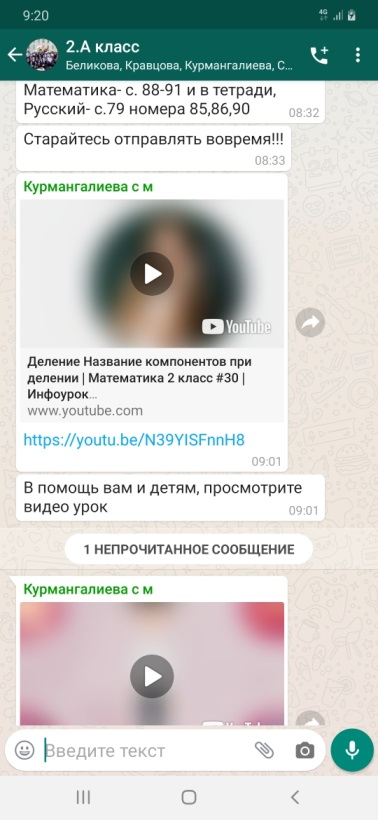 9:20
4G
2.А класс
Беликова, Кравцова, Курмангалиева, С...
Математика- с. 88-91 и в тетради,
Русский- с.79 номера 85,86,90
08:32
Старайтесь отправлять вовремя!!!
08:33
Курмангалиева с м
YouTube
Деление Название компонентов при
делении | Математика 2 класс #30 |
Инфоурок...
www.youtube.com
https://youtu.be/N39YISFnnH8
09:01
В помощь вам и детям, просмотрите
видео урок
09:01
1 НЕПРОЧИТАННОЕ СООБЩЕНИЕ
Курмангалиева с м
Введите текст